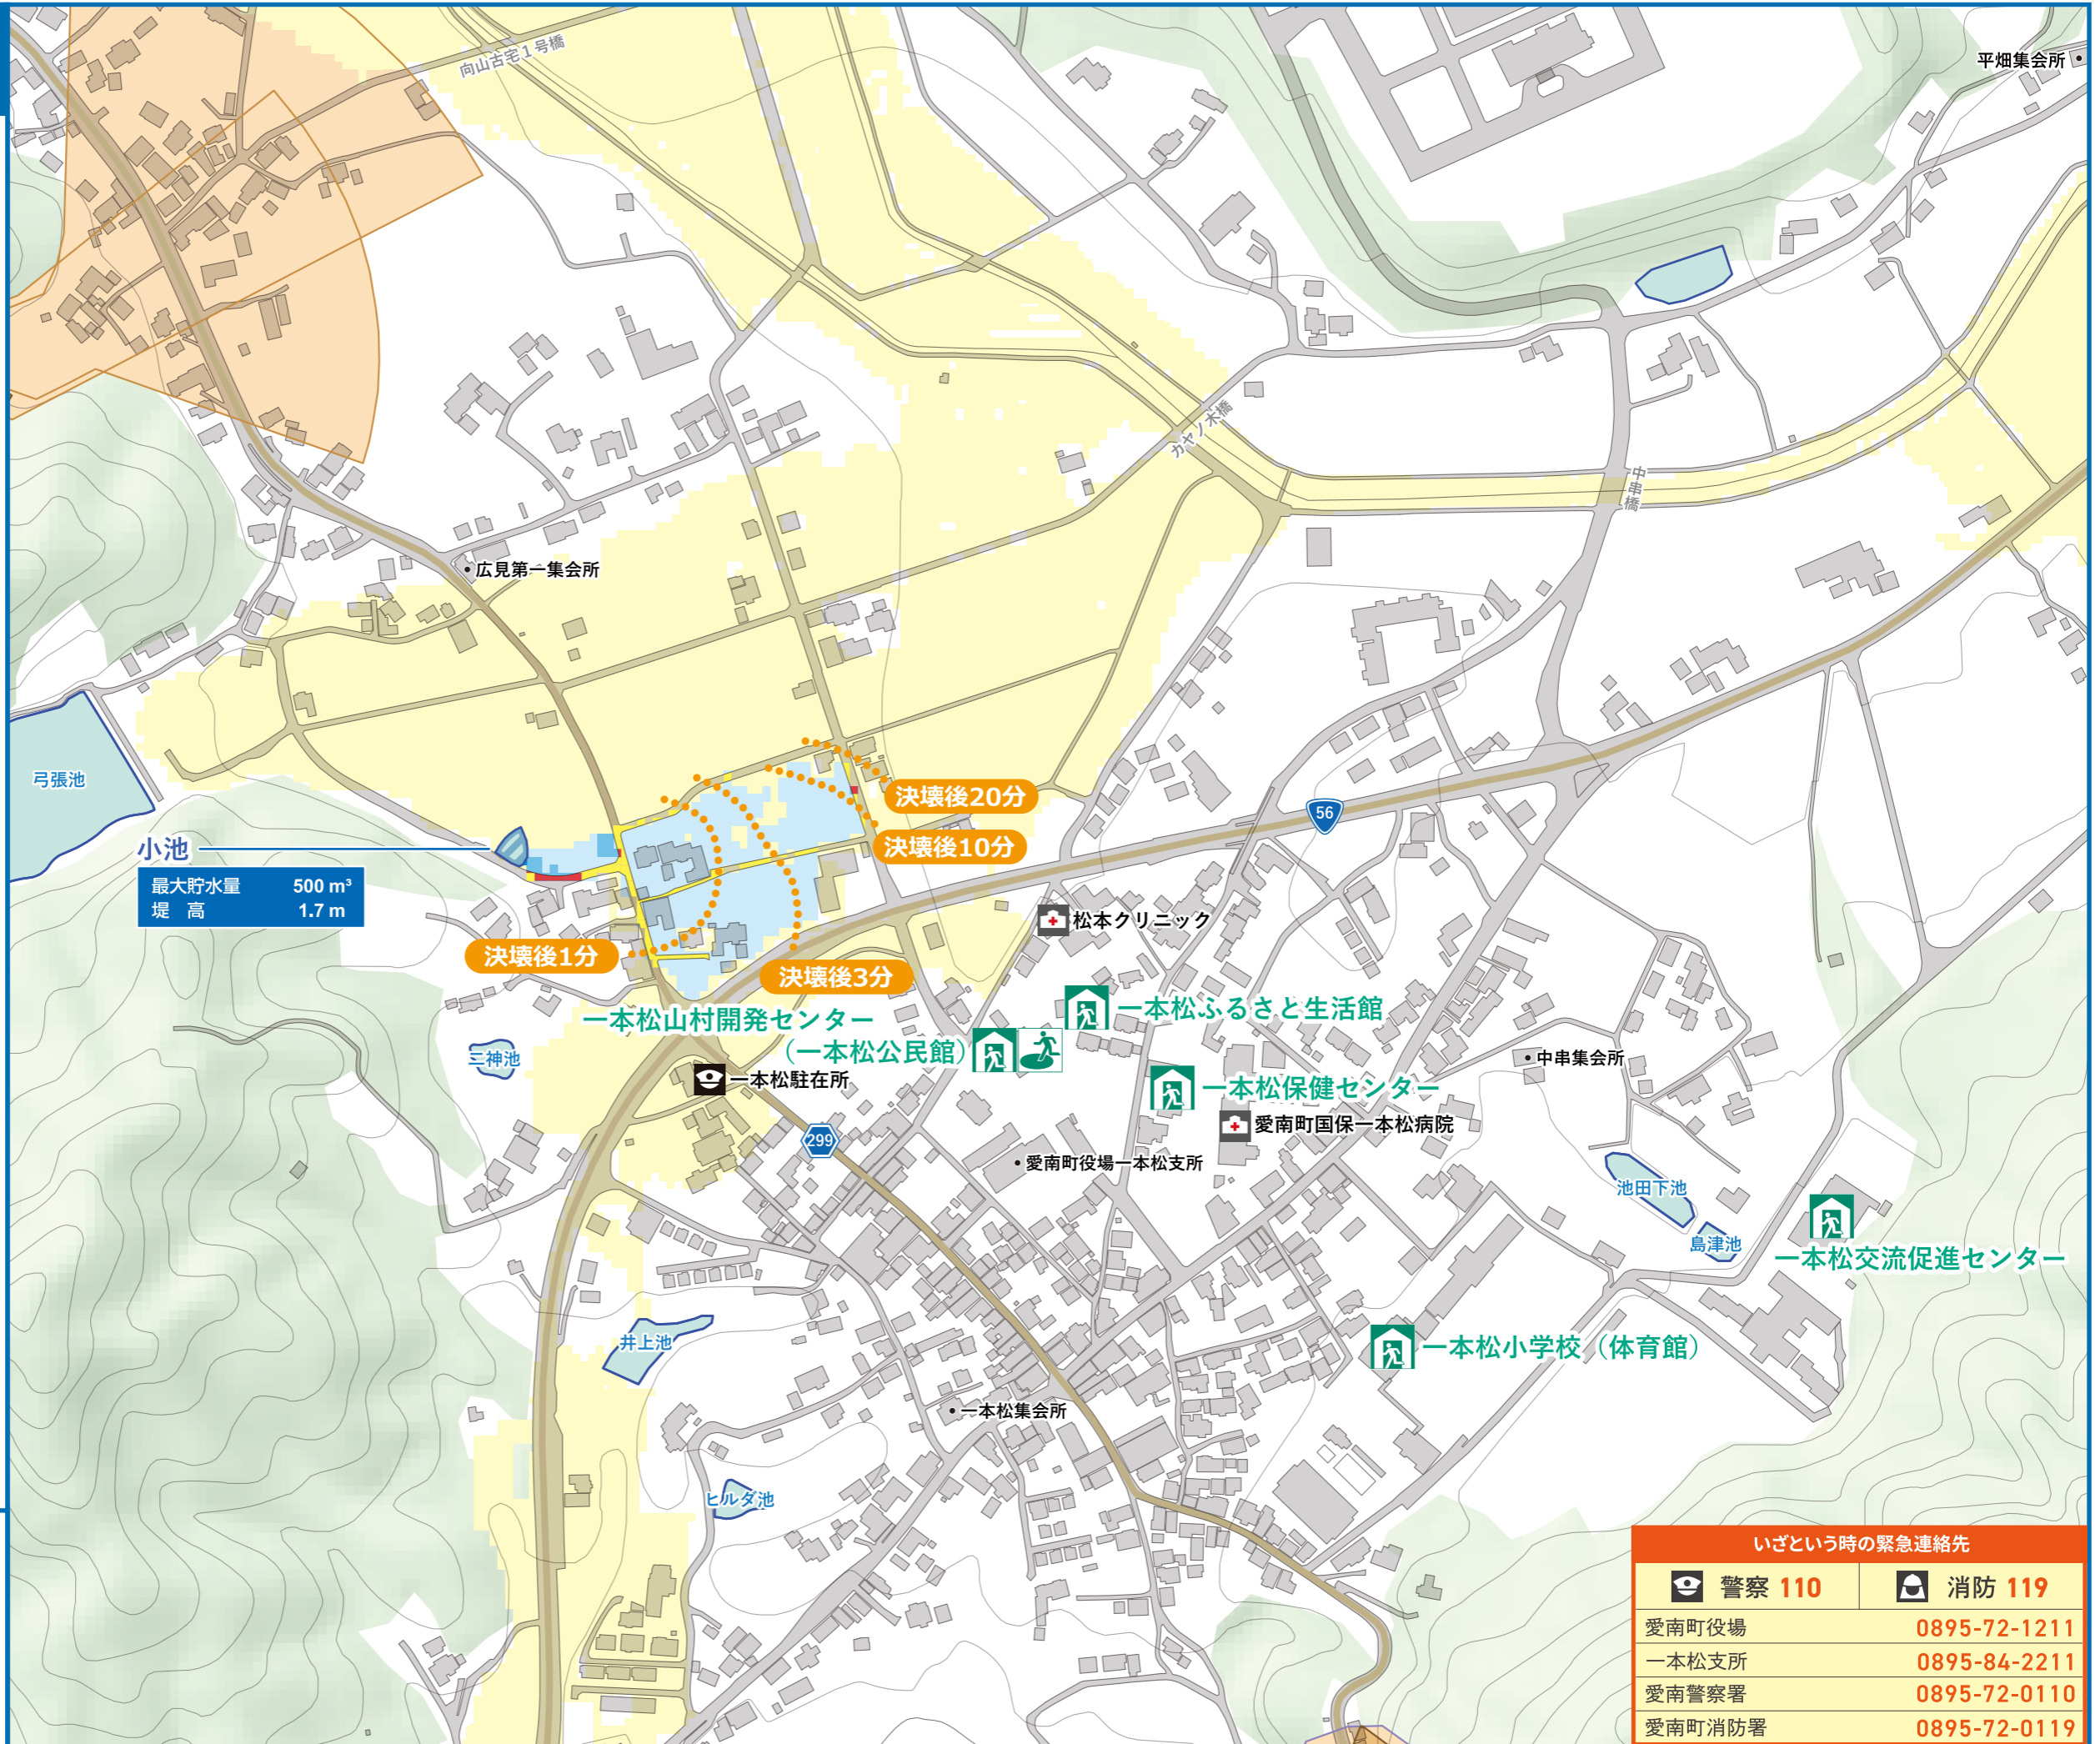 向山古宅1号橋
平畑集会所
カヤノ木橋
中串橋
広見第一集会所
弓張池
決壊後20分
56
小池
決壊後10分
最大貯水量 500 m³
堤 高 1.7 m
松本クリニック
決壊後1分
決壊後3分
一本松ふるさと生活館
一本松山村開発センター
(一本松公民館)
二神池
中串集会所
一本松駐在所
一本松保健センター
愛南町国保一本松病院
299
愛南町役場一本松支所
池田下池
島津池
一本松交流促進センター
井上池
一本松小学校(体育館)
一本松集会所
ヒルダ池
いざという時の緊急連絡先
警察 110 消防 119
愛南町役場 0895-72-1211
一本松支所 0895-84-2211
愛南警察署 0895-72-0110
愛南町消防署 0895-72-0119